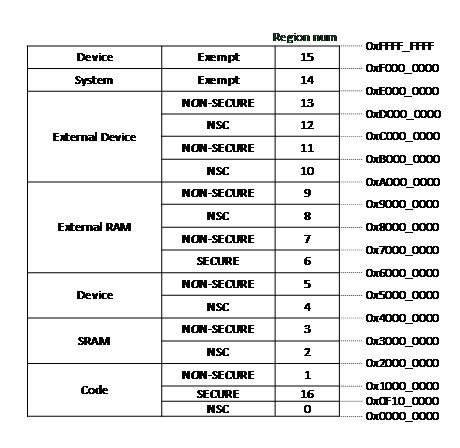 Region num
0xFFFF_FFFF
Device Exempt 15
0xF000_0000
System Exempt 14
0xE000_0000
NON-SECURE 13
0xD000_0000
External Device NSC 12
0xC000_0000
NON-SECURE 11
0xB000_0000
NSC 10
0xA000_0000
NON-SECURE 9
0x9000_0000
NSC 8
External RAM 0x8000_0000
NON-SECURE 7
0x7000_0000
SECURE 6
0x6000_0000
NON-SECURE 5
Device 0x5000_0000
NSC 4
0x4000_0000
NON-SECURE 3
SRAM 0x3000_0000
NSC 2
0x2000_0000
NON-SECURE 1
Code 0x1000_0000
SECURE 16
0x0F10_0000
NSC 0
0x0000_0000